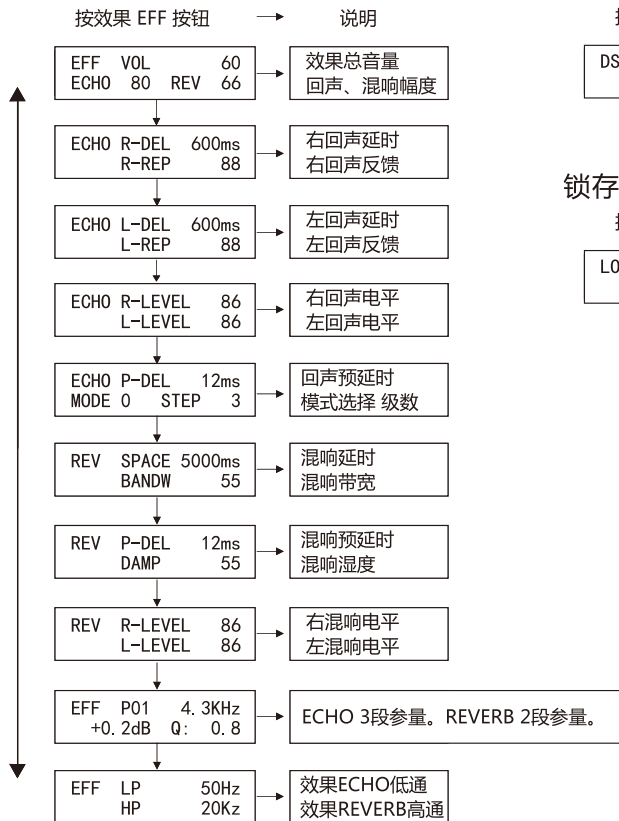 按效果 EFF 按钮 → 说明
EFF VOL 60
ECHO 80 REV 66
效果总音量
回声、混响幅度
ECHO R-DEL 600ms
R-REP 88
右回声延时
右回声反馈
ECHO L-DEL 600ms
L-REP 88
左回声延时
左回声反馈
ECHO R-LEVEL 86
L-LEVEL 86
右回声电平
左回声电平
ECHO P-DEL 12ms
MODE 0 STEP 3
回声预延时
模式选择 级数
REV SPACE 5000ms
BANDW 55
混响延时
混响带宽
REV P-DEL 12ms
DAMP 55
混响预延时
混响湿度
REV R-LEVEL 86
L-LEVEL 86
右混响电平
左混响电平
EFF P01 4.3KHz
+0.2dB Q: 0.8
ECHO 3段参量。REVERB 2段参量。
EFF LP 50Hz
HP 20Kz
效果ECHO低通
效果REVERB高通
DS
锁存
LO